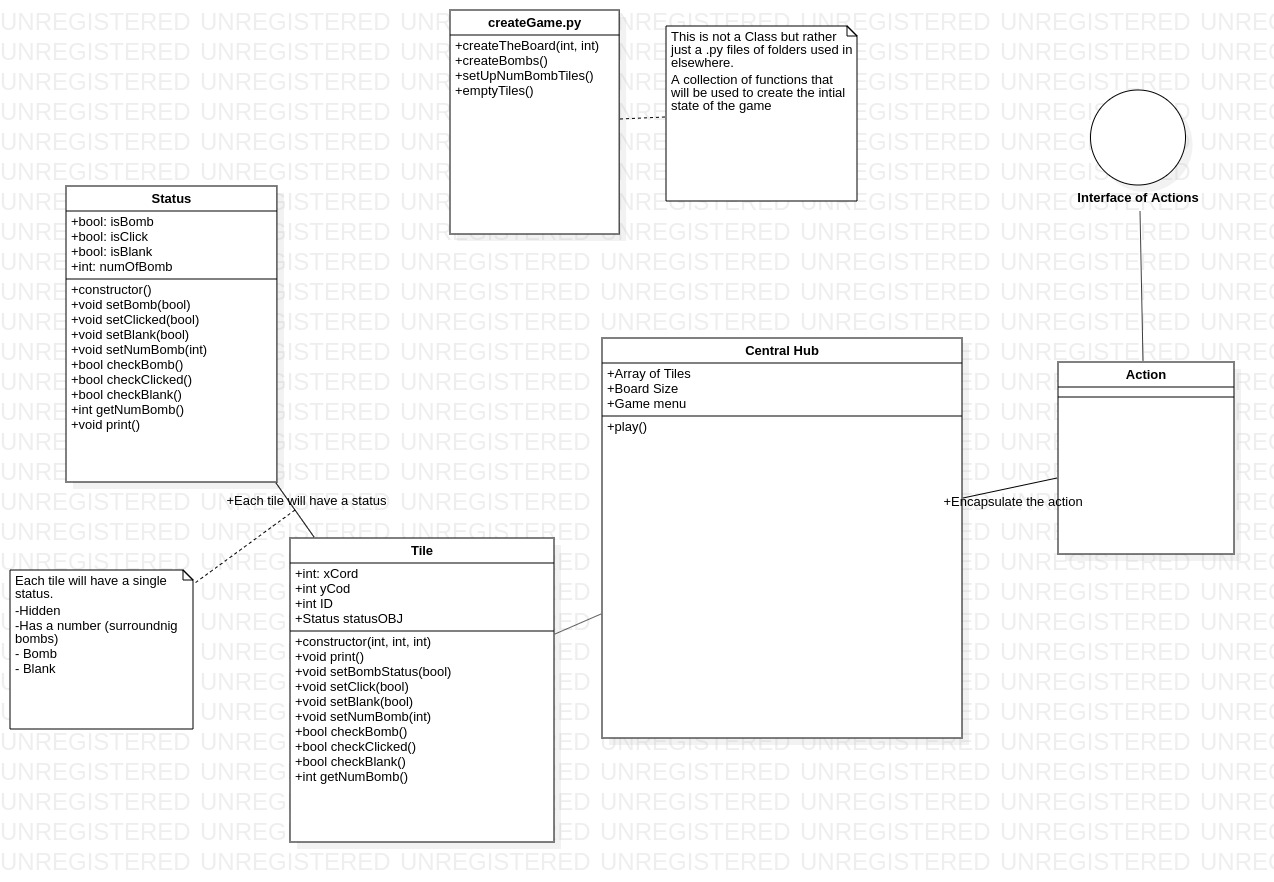 createGame.py
+createTheBoard(int, int)
+createBombs()
+setUpNumBombTiles()
+emptyTiles()
This is not a Class but rather
just a .py files of folders used in
elsewhere.
A collection of functions that
will be used to create the intial
state of the game
Interface of Actions
Status
+bool: isBomb
+bool: isClick
+bool: isBlank
+int: numOfBomb
+constructor()
+void setBomb(bool)
+void setClicked(bool)
+void setBlank(bool)
+void setNumBomb(int)
+bool checkBomb()
+bool checkClicked()
+bool checkBlank()
+int getNumBomb()
+void print()
+Each tile will have a status
Each tile will have a single
status.
-Hidden
-Has a number (surroundnig
bombs)
- Bomb
- Blank
Tile
+int: xCord
+int yCod
+int ID
+Status statusOBJ
+constructor(int, int, int)
+void print()
+void setBombStatus(bool)
+void setClick(bool)
+void setBlank(bool)
+void setNumBomb(int)
+bool checkBomb()
+bool checkClicked()
+bool checkBlank()
+int getNumBomb()
Central Hub
+Array of Tiles
+Board Size
+Game menu
+play()
+Encapsulate the action
Action
UNREGISTERED